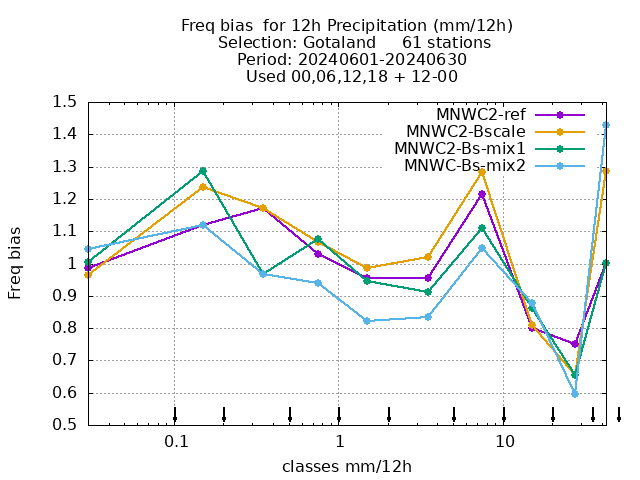 Freq bias  for 12h Precipitation (mm/12h)
Selection: Gotaland     61 stations
Period: 20240601-20240630
Used 00,06,12,18 + 12-00
MNWC2-ref
MNWC2-Bscale
MNWC2-Bs-mix1
MNWC-Bs-mix2
1.5
1.4
1.3
1.2
1.1
1
0.9
0.8
0.7
0.6
0.5
Freq bias
0.1 1 10
classes mm/12h